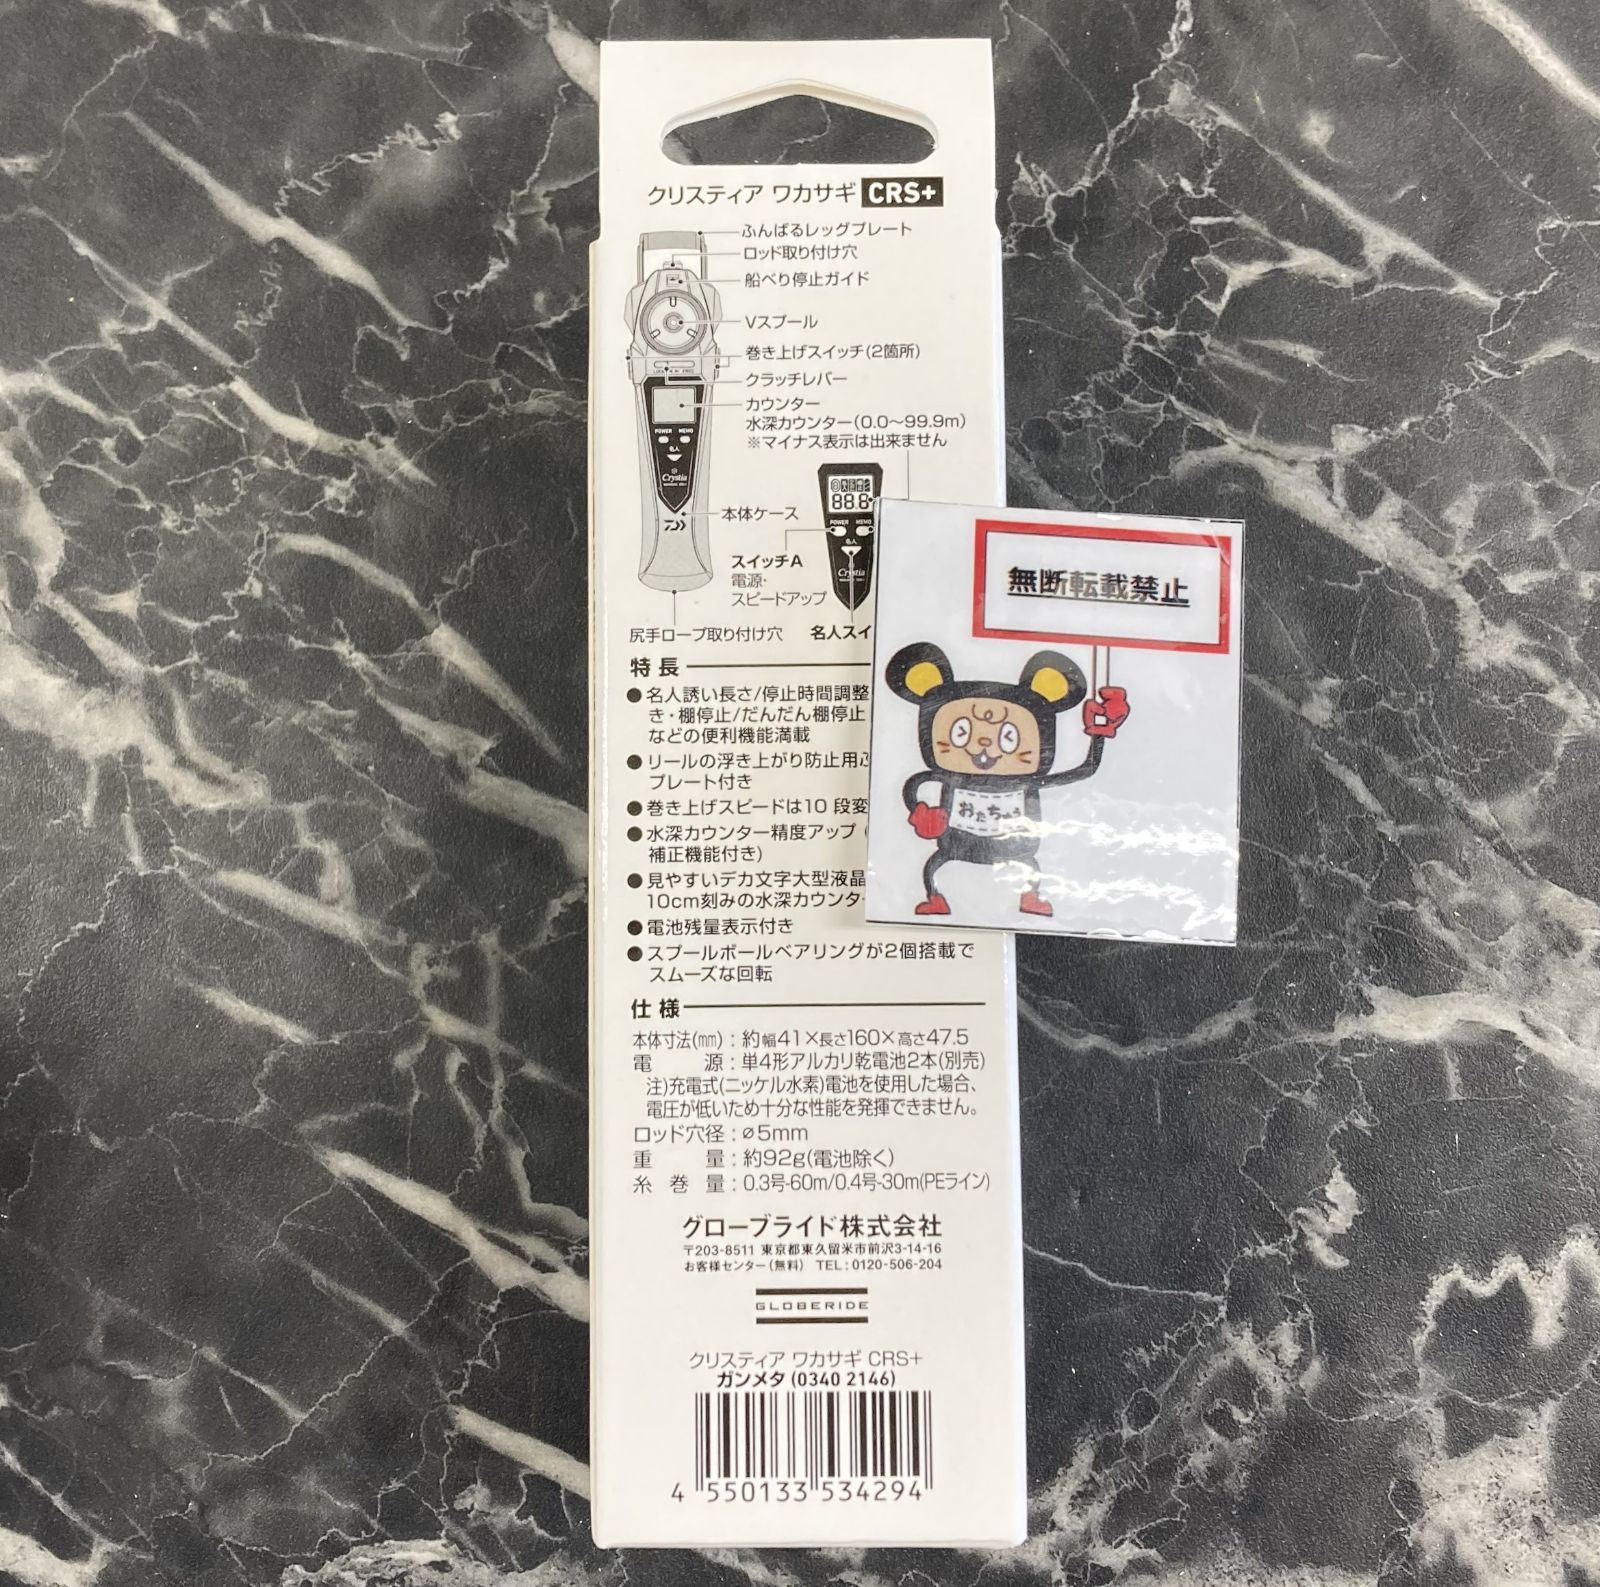 クリスティア ワカサギ CRS+
ふんばるレッグプレート
ロッド取り付け穴
船べり停止ガイド
Vスプール
巻き上げスイッチ(2箇所)
クラッチレバー
カウンター
水深カウンター(0.0〜99.9m)
※マイナス表示は出来ません
POWER MEMO
名人
Crystia
本体ケース
88.8
POWER MEMO
名人
Crystia
スイッチA
電源・
スピードアップ
尻手ロープ取り付け穴
名人スイ
特長
●名人誘い長さ/停止時間調整
き・棚停止/だんだん棚停止
などの便利機能満載
●リールの浮き上がり防止用
プレート付き
●巻き上げスピードは10 段変
●水深カウンター精度アップ
補正機能付き)
●見やすいデカ文字大型液晶
10cm刻みの水深カウンター
●電池残量表示付き
●スプールボールベアリングが2個搭載で
スムーズな回転
仕様
本体寸法(mm):約幅41×長さ160×高さ47.5
電 源:単4形アルカリ乾電池2本(別売)
注)充電式(ニッケル水素)電池を使用した場合、
電圧が低いため十分な性能を発揮できません。
ロッド穴径:⌀5mm
重 量:約92g(電池除く)
糸 巻 量:0.3号-60m/0.4号-30m(PEライン)
グローブライド株式会社
〒203-8511 東京都東久留米市前沢3-14-16
お客様センター(無料) TEL:0120-506-204
GLOBERIDE
クリスティア ワカサギ CRS+
ガンメタ(0340 2146)
4 550133 534294
無断転載禁止
おたちゅう